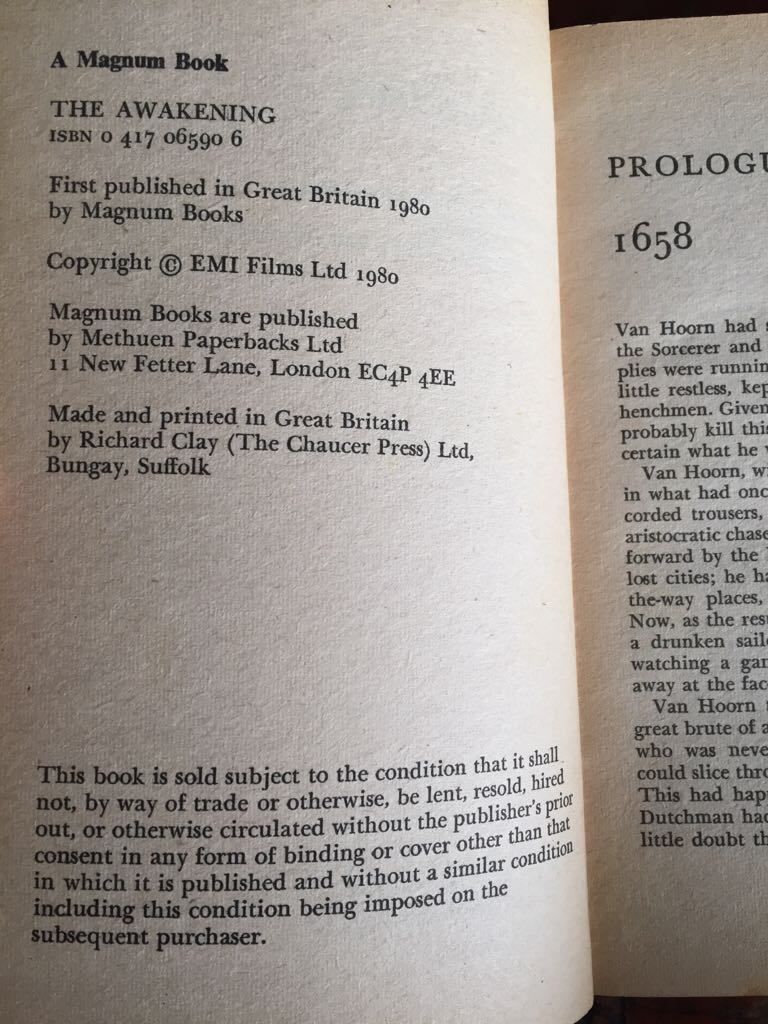 A Magnum Book
THE AWAKENING
ISBN 0 417 06590 6
First published in Great Britain 1980
by Magnum Books
Copyright © EMI Films Ltd 1980
Magnum Books are published
by Methuen Paperbacks Ltd
11 New Fetter Lane, London EC4P 4EE
Made and printed in Great Britain
by Richard Clay (The Chaucer Press) Ltd,
Bungay, Suffolk
This book is sold subject to the condition that it shall
not, by way of trade or otherwise, be lent, resold, hired
out, or otherwise circulated without the publisher's prior
consent in any form of binding or cover other than that
in which it is published and without a similar condition
including this condition being imposed on the
subsequent purchaser.
PROLOGU
1658
Van Hoorn had
the Sorcerer and
plies were runnin
little restless, kep
henchmen. Given
probably kill this
certain what he
Van Hoorn, w
in what had onc
corded trousers,
aristocratic chase
forward by the
lost cities; he ha
the-way places,
Now, as the res
a drunken sail
watching a gar
away at the fac
Van Hoorn
great brute of a
who was neve
could slice thro
This had hap
Dutchman had
little doubt th